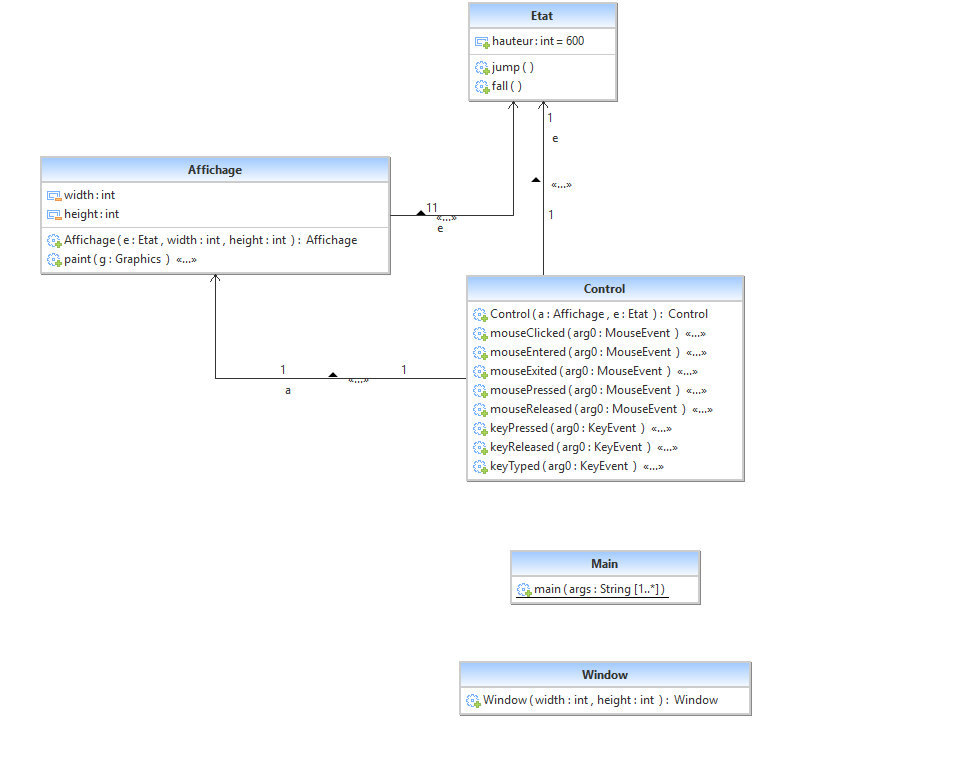 Etat
hauteur : int = 600
jump ( )
fall ( )
1
e
«...»
1
Affichage
width : int
height : int
Affichage ( e : Etat , width : int , height : int ) : Affichage
paint ( g : Graphics ) «...»
11
«...»
e
Control
Control ( a : Affichage , e : Etat ) : Control
mouseClicked ( arg0 : MouseEvent ) «...»
mouseEntered ( arg0 : MouseEvent ) «...»
mouseExited ( arg0 : MouseEvent ) «...»
mousePressed ( arg0 : MouseEvent ) «...»
mouseReleased ( arg0 : MouseEvent ) «...»
keyPressed ( arg0 : KeyEvent ) «...»
keyReleased ( arg0 : KeyEvent ) «...»
keyTyped ( arg0 : KeyEvent ) «...»
1 1
«...»
a
Main
main ( args : String [1..*] )
Window
Window ( width : int , height : int ) : Window